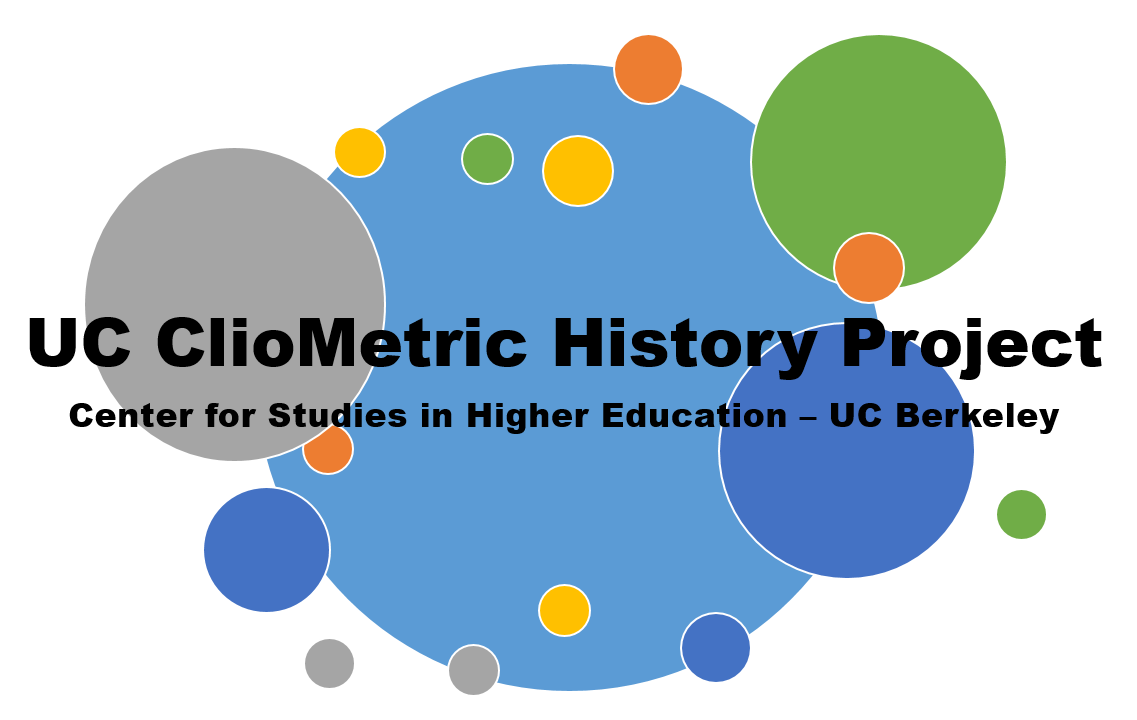 UC ClioMetric History Project
Center for Studies in Higher Education – UC Berkeley